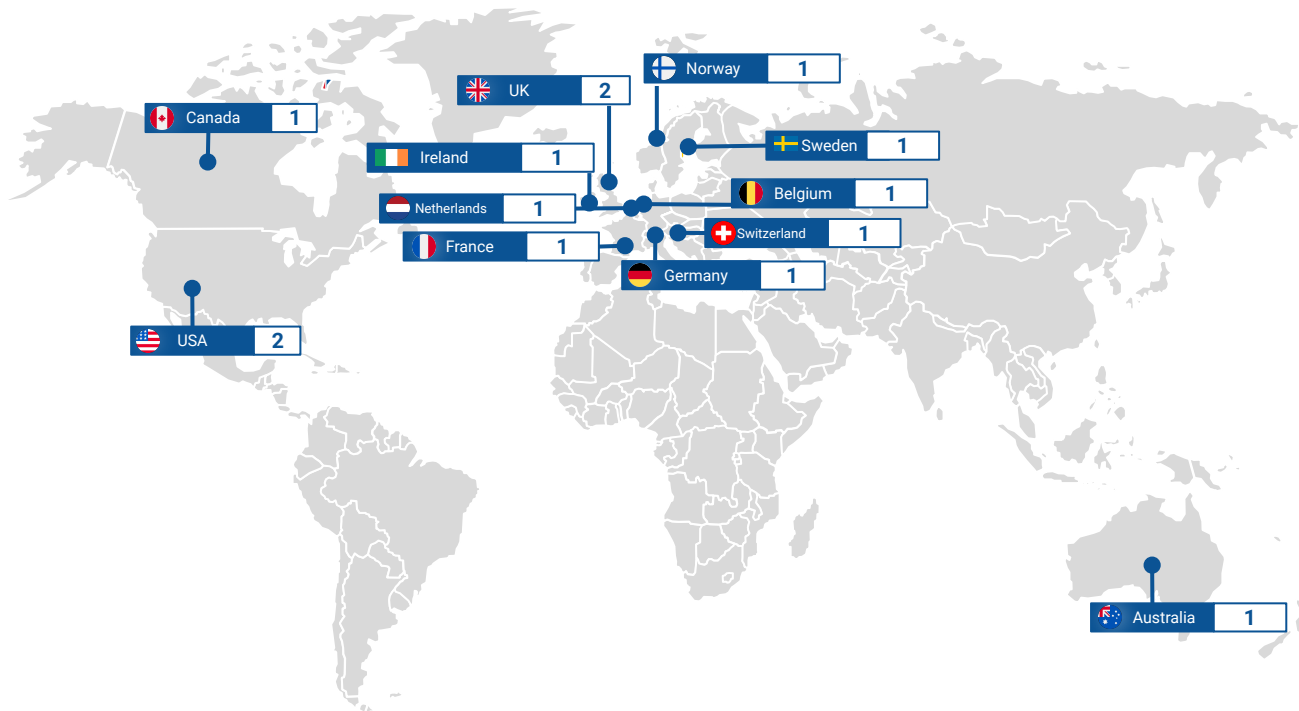 Norway 1
UK 2
Canada 1
Sweden 1
Ireland 1
Belgium 1
Netherlands 1
Switzerland 1
France 1
Germany 1
USA 2
Australia 1